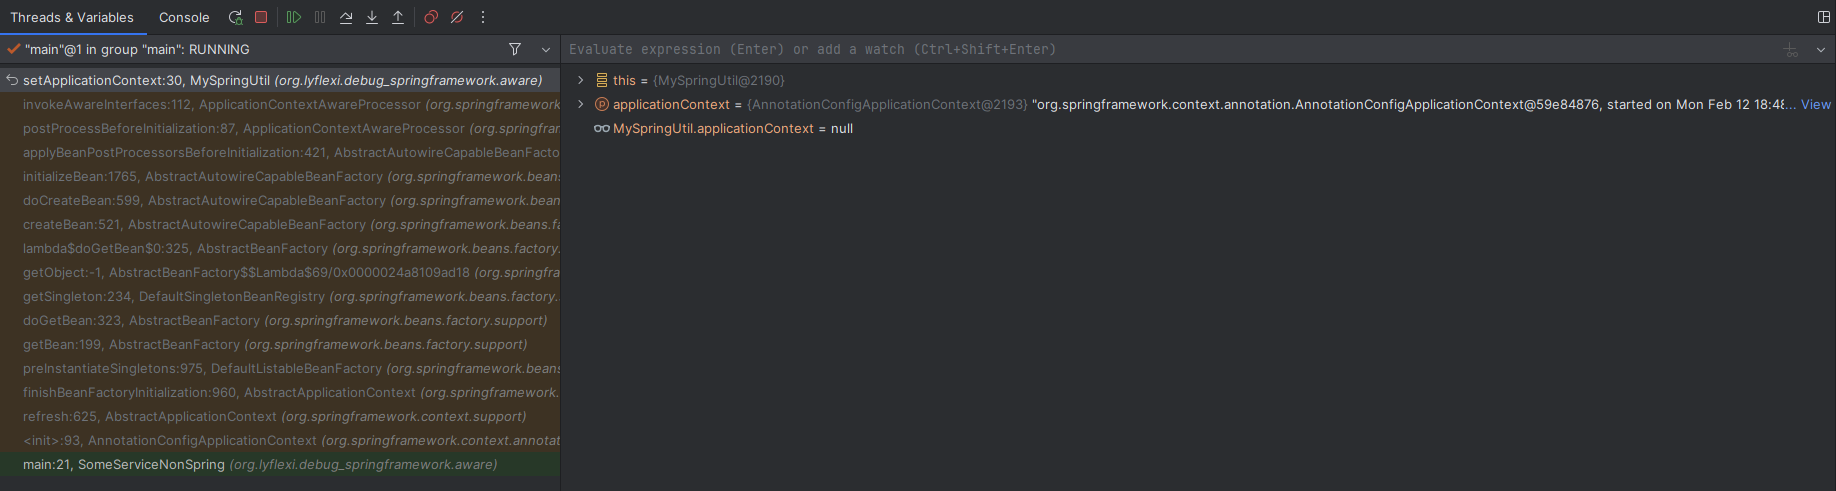 Threads & Variables Console
"main"@1 in group "main": RUNNING
Evaluate expression (Enter) or add a watch (Ctrl+Shift+Enter)
setApplicationContext:30, MySpringUtil (org.lyflexi.debug_springframework.aware)
invokeAwareInterfaces:112, ApplicationContextAwareProcessor (org.springframework
postProcessBeforeInitialization:87, ApplicationContextAwareProcessor (org.springfran
applyBeanPostProcessorsBeforeInitialization:421, AbstractAutowireCapableBeanFacto
initializeBean:1765, AbstractAutowireCapableBeanFactory (org.springframework.bean
doCreateBean:599, AbstractAutowireCapableBeanFactory (org.springframework.bean
createBean:521, AbstractAutowireCapableBeanFactory (org.springframework.beans.fa
lambda$doGetBean$0:325, AbstractBeanFactory (org.springframework.beans.factory.
getObject:-1, AbstractBeanFactory$$Lambda$69/0x0000024a8109ad18 (org.springfra
getSingleton:234, DefaultSingletonBeanRegistry (org.springframework.beans.factory.
doGetBean:323, AbstractBeanFactory (org.springframework.beans.factory.support)
getBean:199, AbstractBeanFactory (org.springframework.beans.factory.support)
preInstantiateSingletons:975, DefaultListableBeanFactory (org.springframework.beans
finishBeanFactoryInitialization:960, AbstractApplicationContext (org.springframework.
refresh:625, AbstractApplicationContext (org.springframework.context.support)
<init>:93, AnnotationConfigApplicationContext (org.springframework.context.annotat
main:21, SomeServiceNonSpring (org.lyflexi.debug_springframework.aware)
this = {MySpringUtil@2190}
applicationContext = {AnnotationConfigApplicationContext@2193} "org.springframework.context.annotation.AnnotationConfigApplicationContext@59e84876, started on Mon Feb 12 18:48... View
MySpringUtil.applicationContext = null